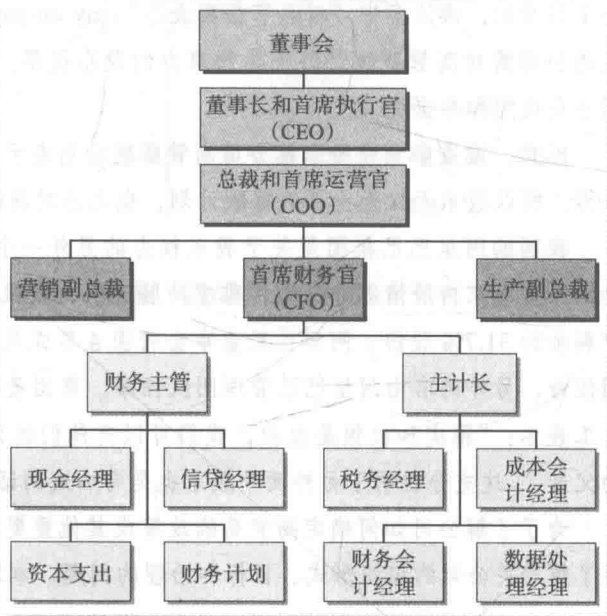 董事会
董事长和首席执行官
（CEO）
总裁和首席运营官
（COO）
营销副总裁
首席财务官
（CFO）
生产副总裁
财务主管
主计长
现金经理
信贷经理
税务经理
成本会
计经理
资本支出
财务计划
财务会
计经理
数据处
理经理